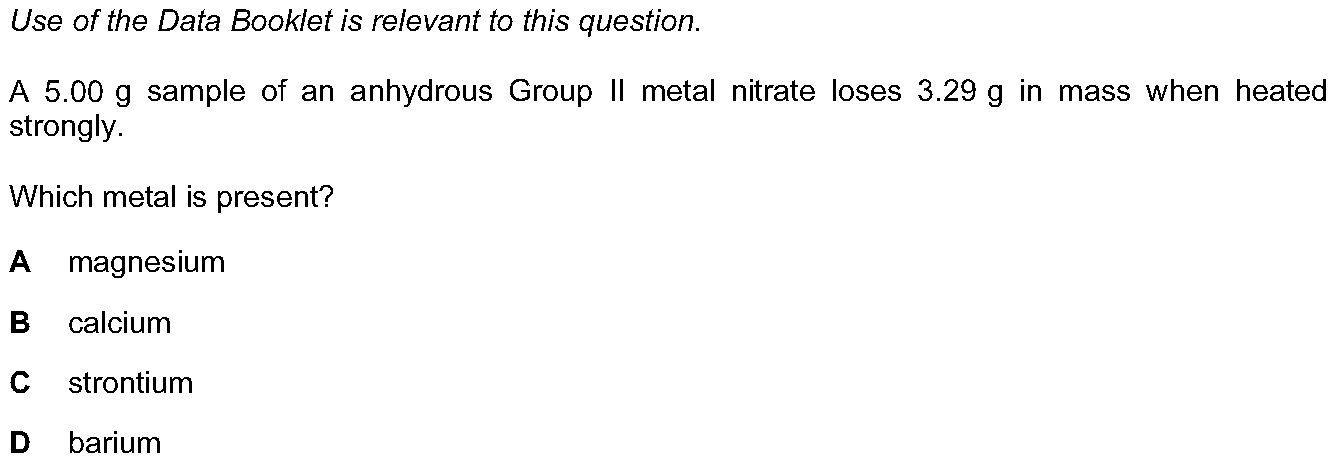 Use of the Data Booklet is relevant to this question.
A 5.00 g sample of an anhydrous Group II metal nitrate loses 3.29 g in mass when heated
strongly.
Which metal is present?
A magnesium
B calcium
C strontium
D barium